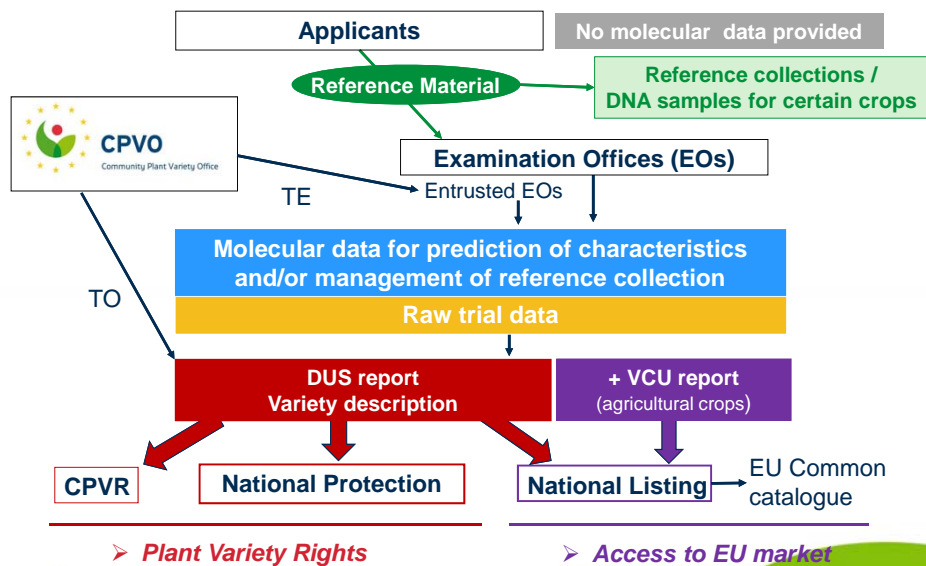 Applicants
No molecular data provided
Reference Material
Reference collections /
DNA samples for certain crops
CPVO
Community Plant Variety Office
Examination Offices (EOs)
TE
Entrusted EOs
Molecular data for prediction of characteristics
and/or management of reference collection
TO
Raw trial data
DUS report
Variety description
+ VCU report
(agricultural crops)
CPVR
National Protection
National Listing
EU Common
catalogue
➢ Plant Variety Rights
➢ Access to EU market